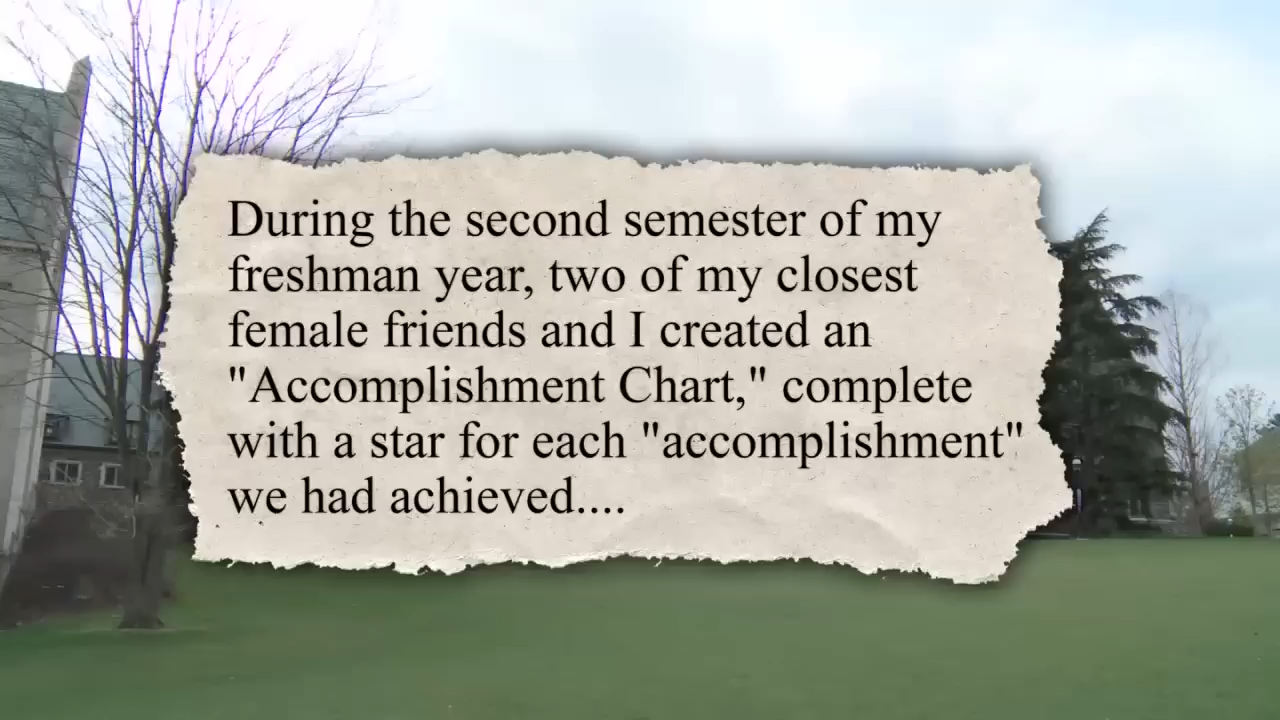 During the second semester of my
freshman year, two of my closest
female friends and I created an
"Accomplishment Chart," complete
with a star for each "accomplishment"
we had achieved....